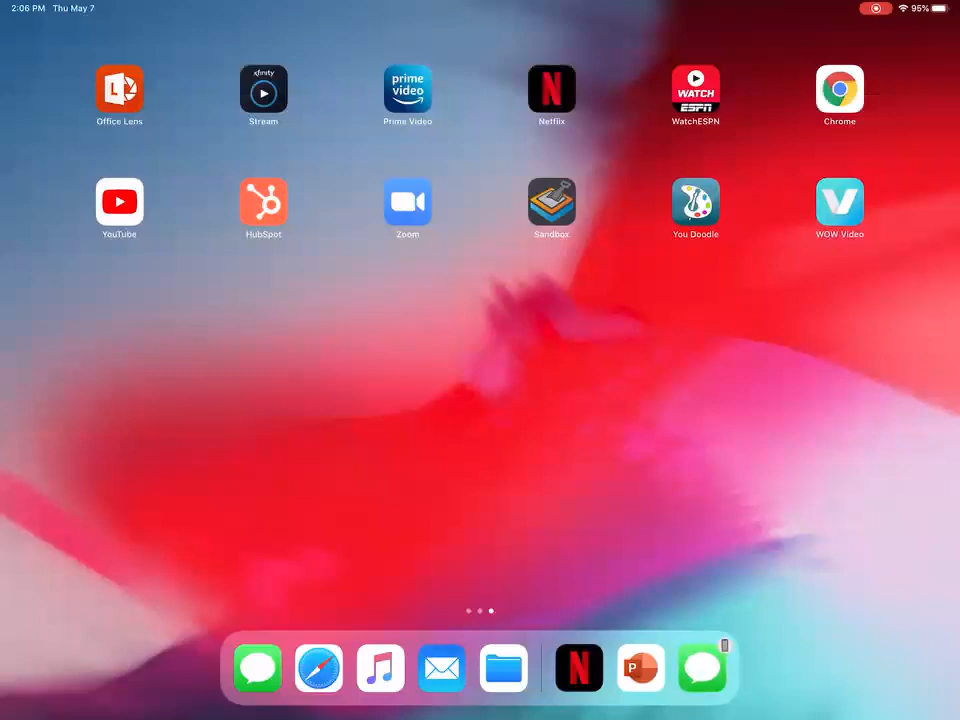 2:06 PM Thu May 7
95%
L
xfinity
prime video
N
WATCH
ESPN
Office Lens
Stream
Prime Video
Netflix
WatchESPN
Chrome
YouTube
HubSpot
Zoom
Sandbox
You Doodle
WOW Video
N
P